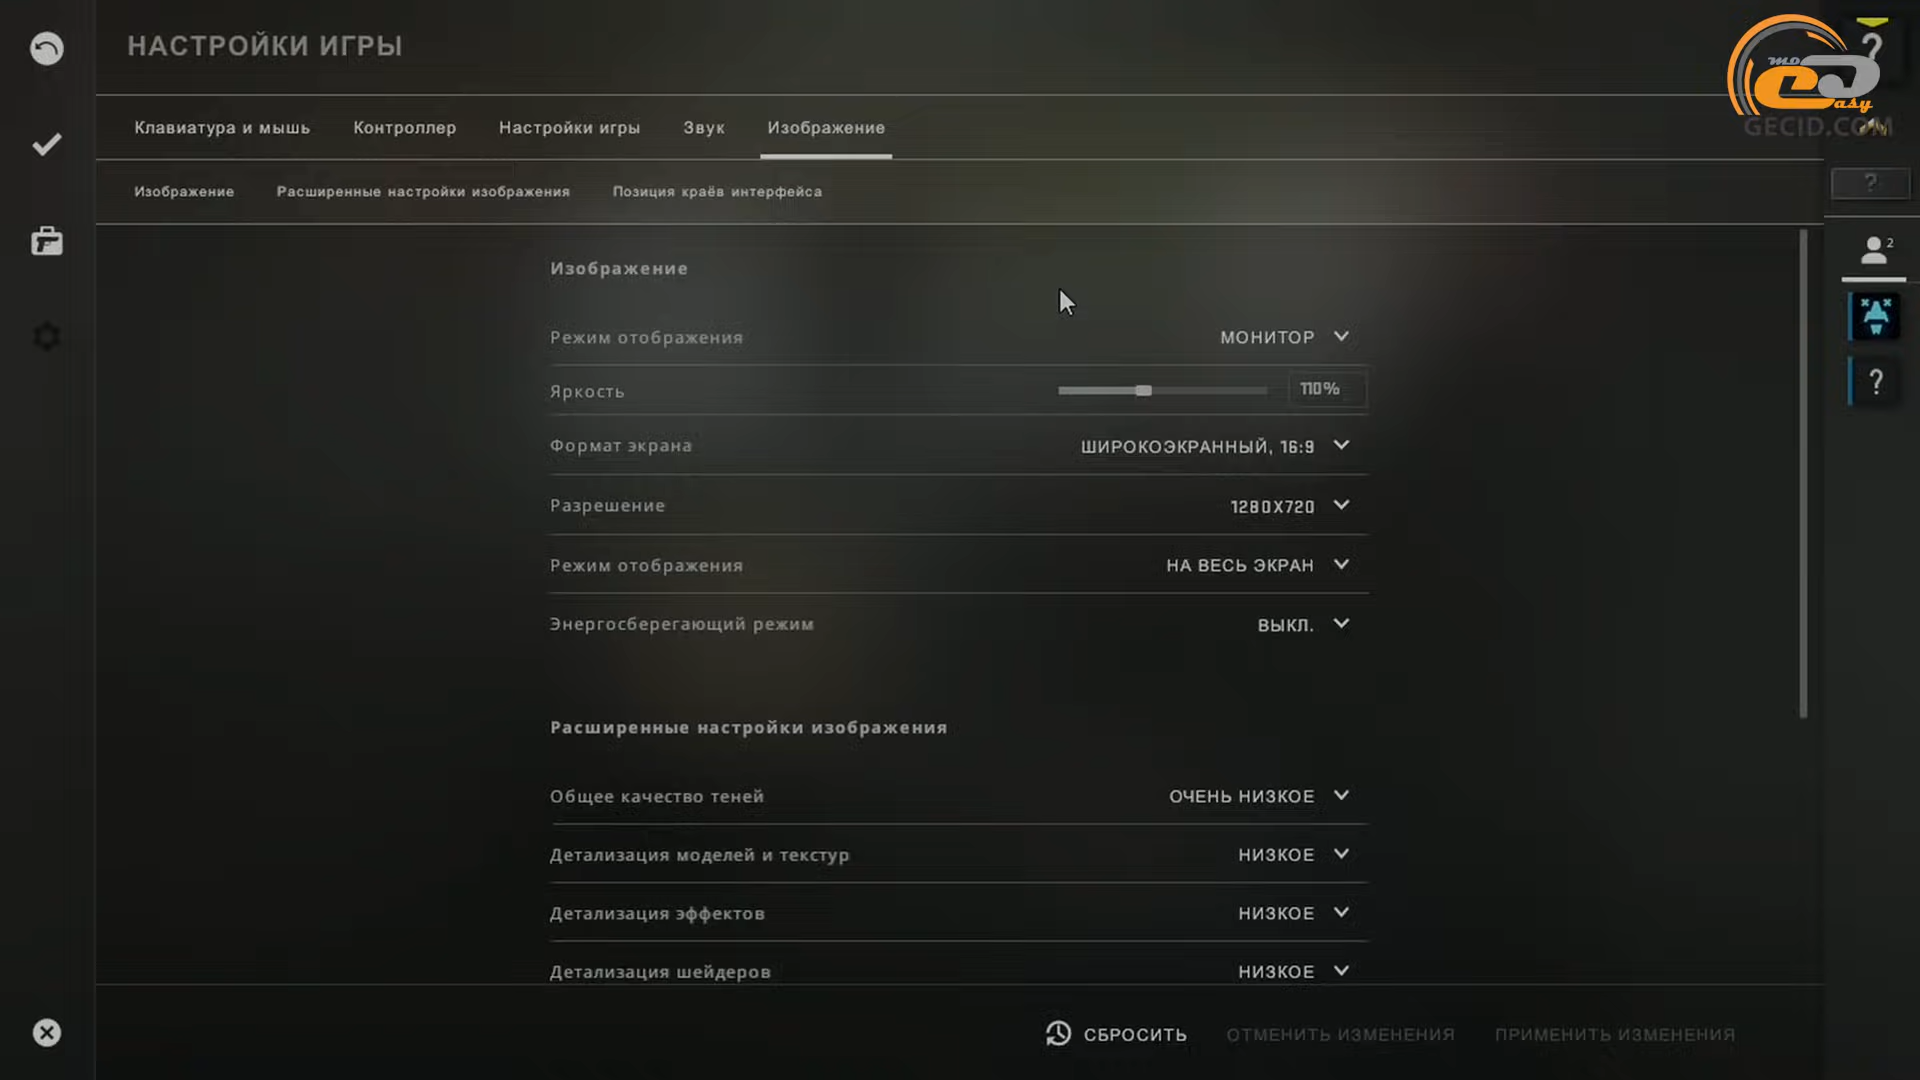 НАСТРОЙКИ ИГРЫ
?
mo
easy
GECID.COM
Клавиатура и мышь Контроллер Настройки игры Звук Изображение
Изображение Расширенные настройки изображения Позиция краёв интерфейса
?
2
Изображение
Режим отображения МОНИТОР
Яркость 110%
?
Формат экрана ШИРОКОЭКРАННЫЙ, 16:9
Разрешение 1280X720
Режим отображения НА ВЕСЬ ЭКРАН
Энергосберегающий режим ВЫКЛ.
Расширенные настройки изображения
Общее качество теней ОЧЕНЬ НИЗКОЕ
Детализация моделей и текстур НИЗКОЕ
Детализация эффектов НИЗКОЕ
Детализация шейдеров НИЗКОЕ
СБРОСИТЬ ОТМЕНИТЬ ИЗМЕНЕНИЯ ПРИМЕНИТЬ ИЗМЕНЕНИЯ